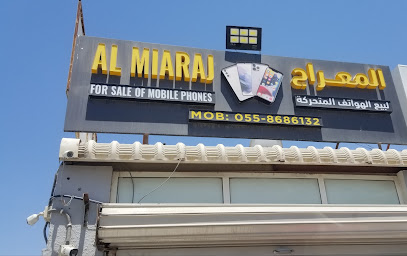 AL MIARAJ
FOR SALE OF MOBILE PHONES
المعراج
لبيع الهواتف المتحركة
MOB: 055-8686132